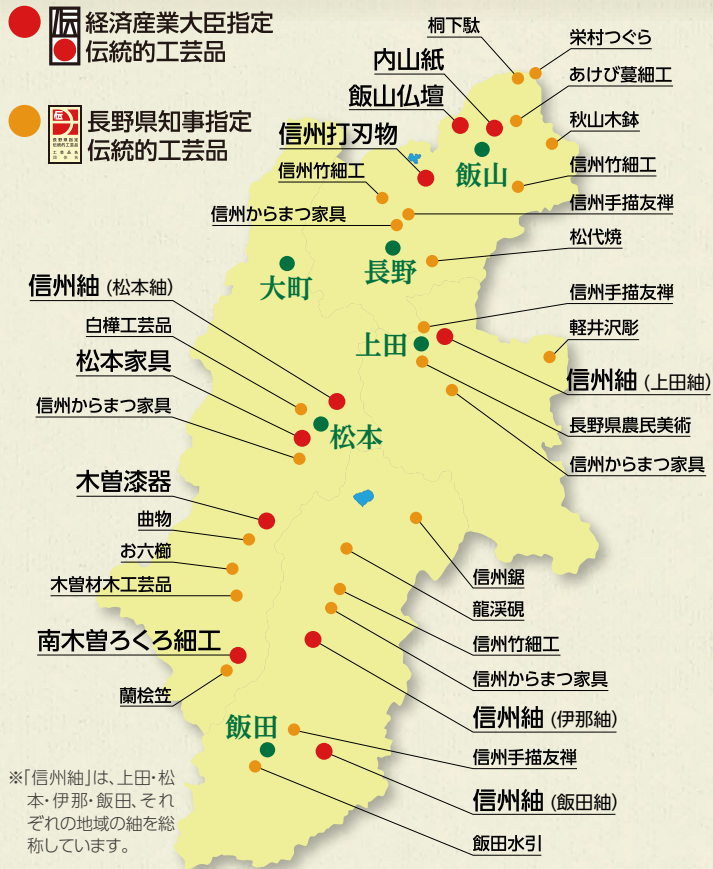 伝
経済産業大臣指定
伝統的工芸品
伝
長野県知事指定
伝統的工芸品
桐下駄
栄村つぐら
内山紙
あけび蔓細工
飯山仏壇
秋山木鉢
信州打刃物
信州竹細工
飯山
信州竹細工
信州手描友禅
信州からまつ家具
松代焼
長野
大町
信州紬(松本紬)
信州手描友禅
白樺工芸品
軽井沢彫
上田
松本家具
信州紬(上田紬)
信州からまつ家具
長野県農民美術
松本
信州からまつ家具
木曽漆器
曲物
お六櫛
木曽材木工芸品
信州鋸
龍渓硯
南木曽ろくろ細工
信州竹細工
信州からまつ家具
蘭桧笠
信州紬(伊那紬)
飯田
信州手描友禅
信州紬(飯田紬)
飯田水引
※「信州紬」は、上田・松
本・伊那・飯田、それ
ぞれの地域の紬を総
称しています。